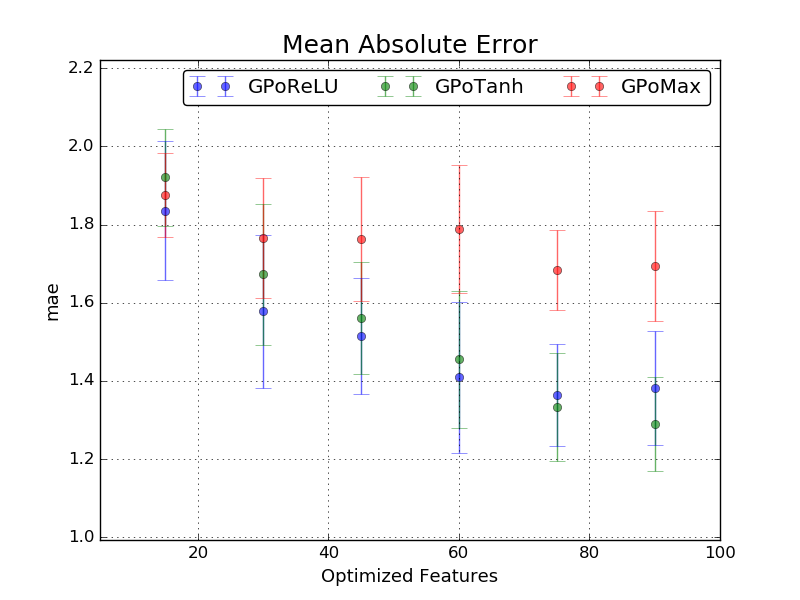 Mean Absolute Error
GPoReLU GPoTanh GPoMax
2.2
2.0
1.8
1.6
1.4
1.2
1.0
mae
20 40 60 80 100
Optimized Features